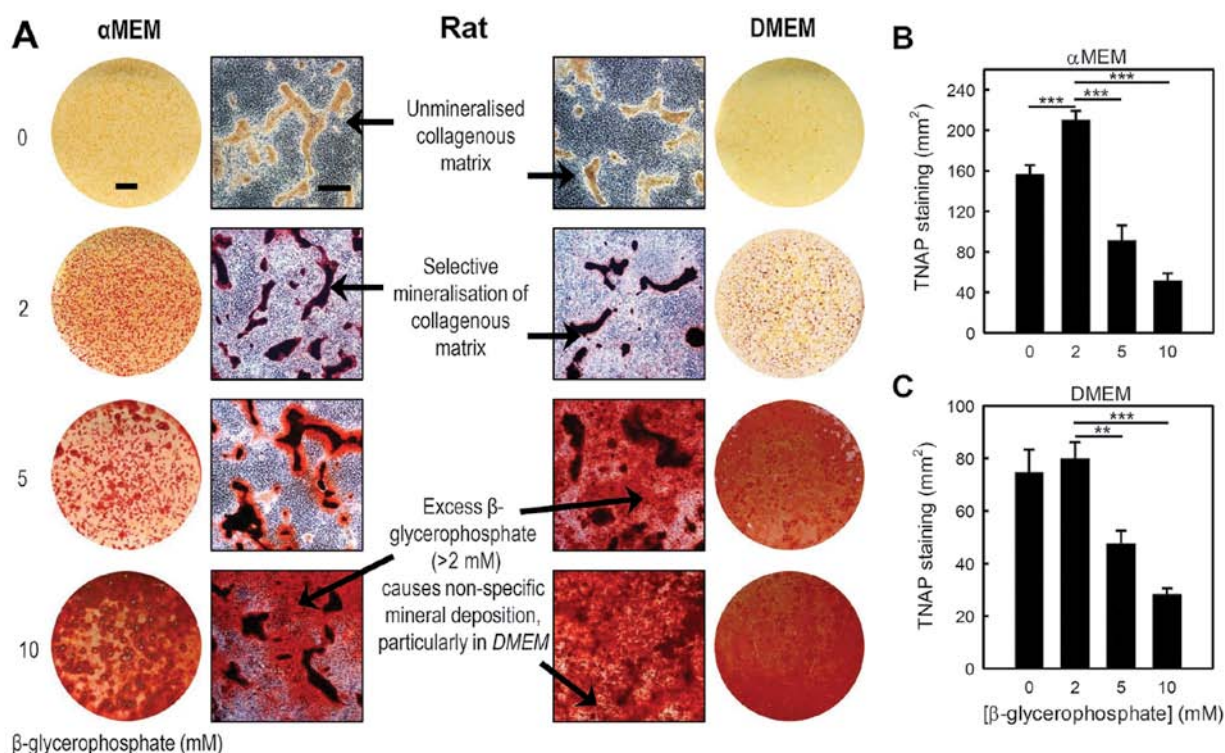 A
αMEM
Rat
DMEM
0
Unmineralised
collagenous
matrix
2
Selective
mineralisation of
collagenous
matrix
5
10
Excess β-
glycerophosphate
(>2 mM)
causes non-specific
mineral deposition,
particularly in DMEM
β-glycerophosphate (mM)
B
αMEM
TNAP staining (mm²)
240
200
160
120
80
40
0
***
***
***
0 2 5 10
C
DMEM
TNAP staining (mm²)
100
80
60
40
20
0
***
**
0 2 5 10
[β-glycerophosphate] (mM)